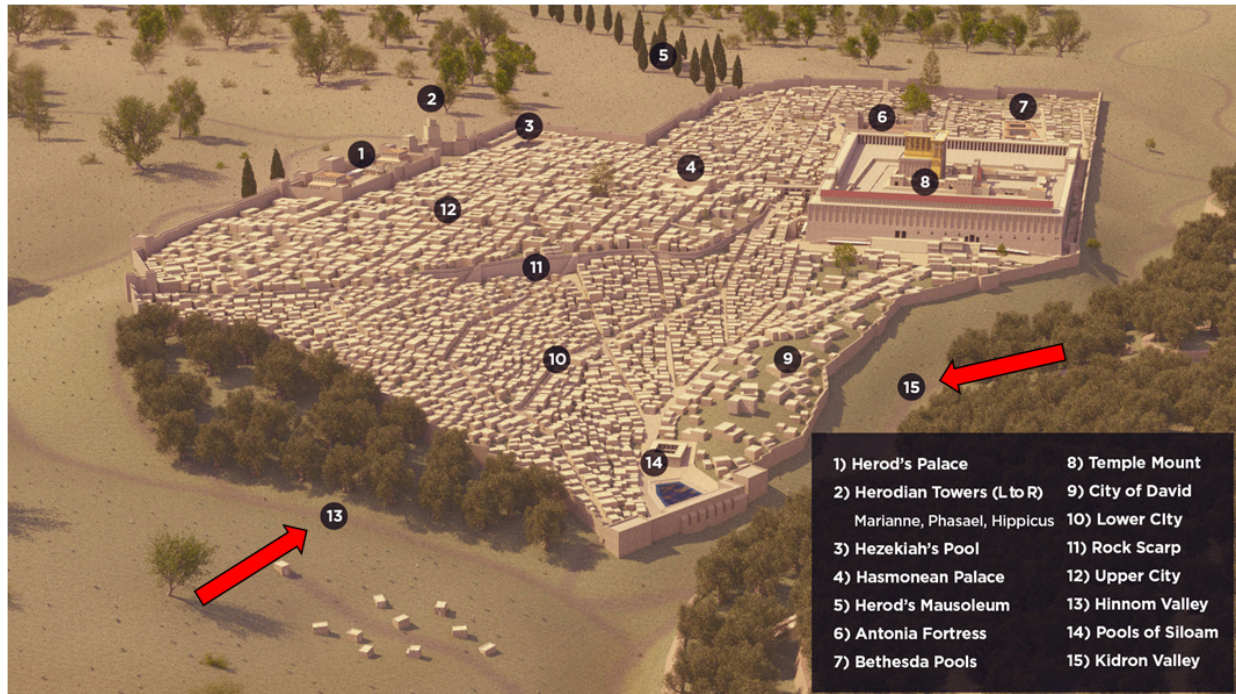 2
5
1
3
7
6
4
8
12
11
10
9
15
14
13
1) Herod's Palace
2) Herodian Towers (L to R)
Marianne, Phasael, Hippicus
3) Hezekiah's Pool
4) Hasmonean Palace
5) Herod's Mausoleum
6) Antonia Fortress
7) Bethesda Pools
8) Temple Mount
9) City of David
10) Lower CIty
11) Rock Scarp
12) Upper City
13) Hinnom Valley
14) Pools of Siloam
15) Kidron Valley